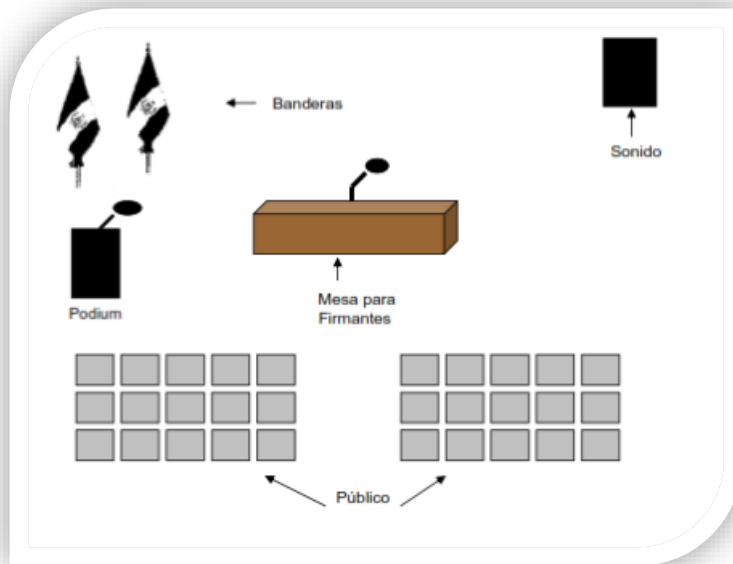 Banderas
Sonido
Mesa para
Firmantes
Podium
Público